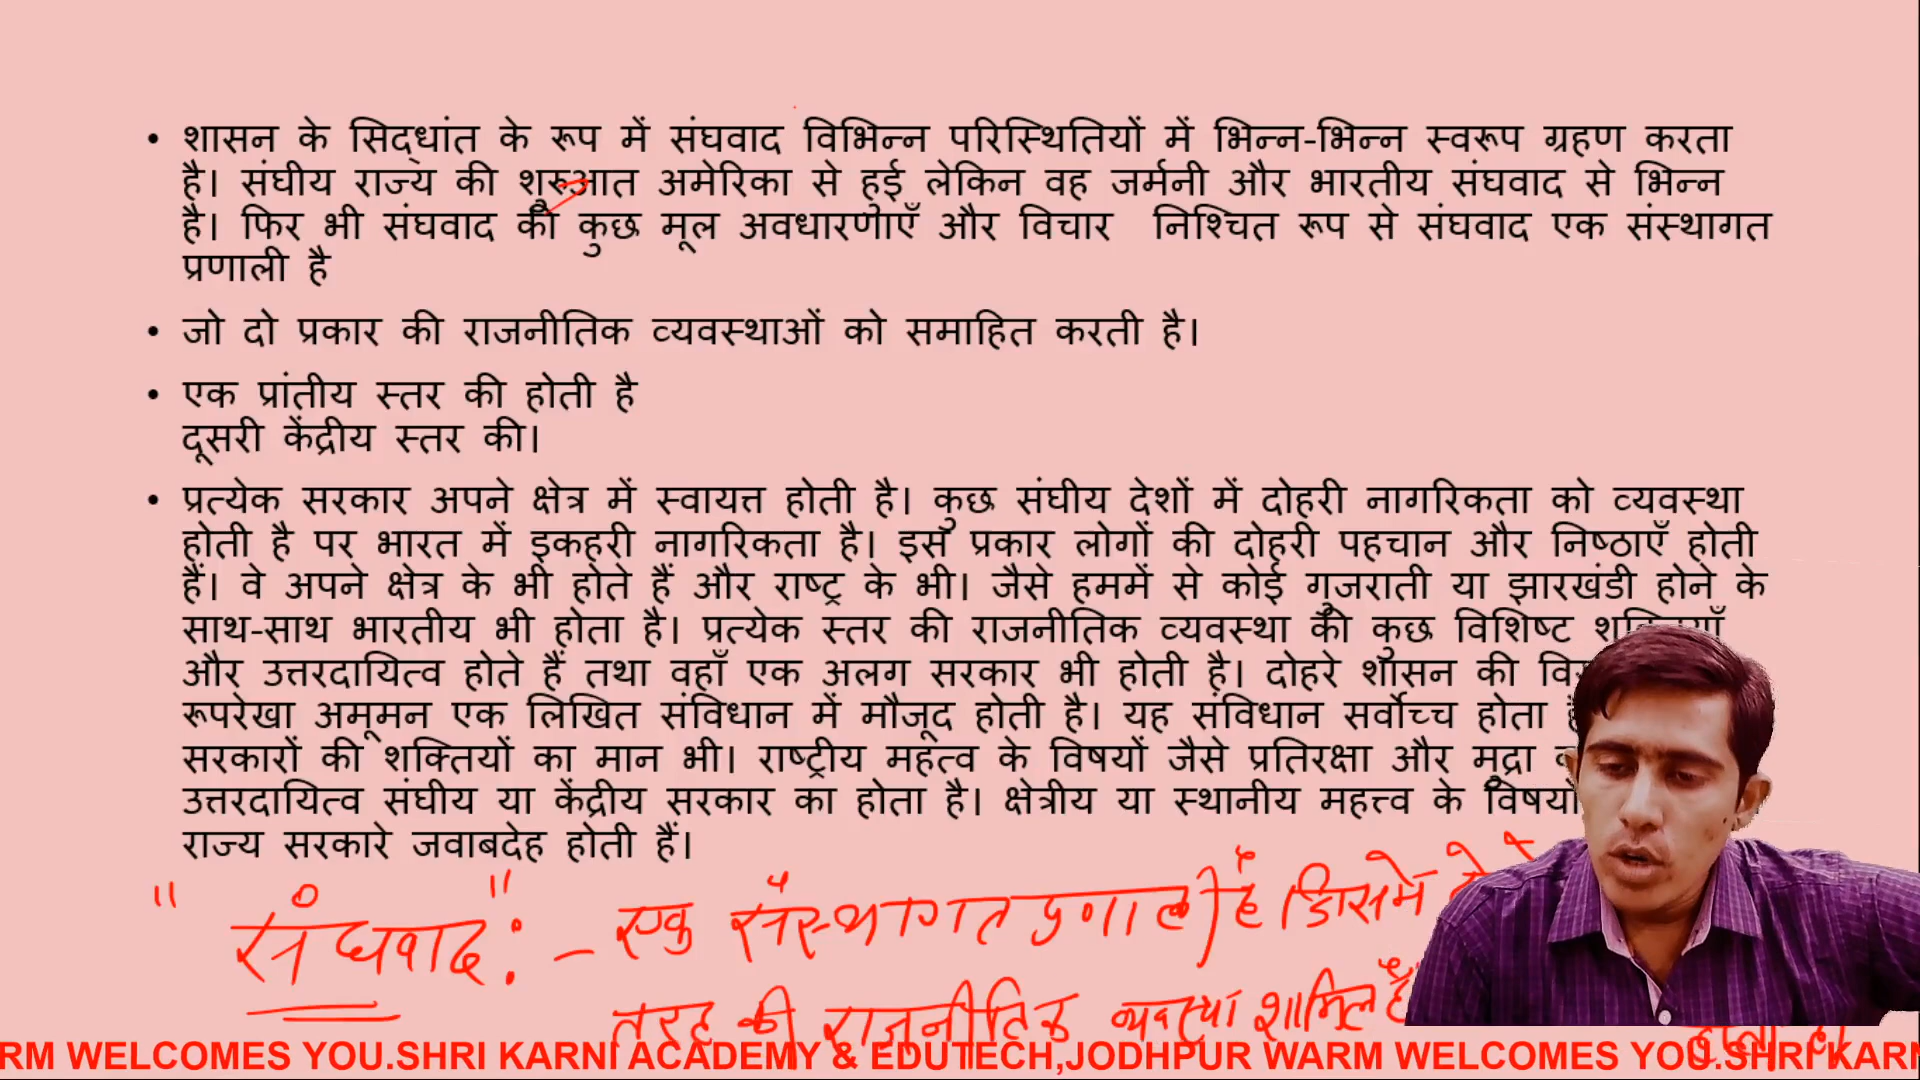 • शासन के सिद्धांत के रूप में संघवाद विभिन्न परिस्थितियों में भिन्न-भिन्न स्वरूप ग्रहण करता
है। संघीय राज्य की शुरुआत अमेरिका से हुई लेकिन वह जर्मनी और भारतीय संघवाद से भिन्न
है। फिर भी संघवाद की कुछ मूल अवधारणाएँ और विचार निश्चित रूप से संघवाद एक संस्थागत
प्रणाली है
• जो दो प्रकार की राजनीतिक व्यवस्थाओं को समाहित करती है।
• एक प्रांतीय स्तर की होती है
दूसरी केंद्रीय स्तर की।
• प्रत्येक सरकार अपने क्षेत्र में स्वायत्त होती है। कुछ संघीय देशों में दोहरी नागरिकता को व्यवस्था
होती है पर भारत में इकहरी नागरिकता है। इस प्रकार लोगों की दोहरी पहचान और निष्ठाएँ होती
हैं। वे अपने क्षेत्र के भी होते हैं और राष्ट्र के भी। जैसे हममें से कोई गुजराती या झारखंडी होने के
साथ-साथ भारतीय भी होता है। प्रत्येक स्तर की राजनीतिक व्यवस्था की कुछ विशिष्ट
और उत्तरदायित्व होते हैं तथा वहाँ एक अलग सरकार भी होती है। दोहरे शासन की
रूपरेखा अमूमन एक लिखित संविधान में मौजूद होती है। यह संविधान सर्वोच्च होता
सरकारों की शक्तियों का मान भी। राष्ट्रीय महत्व के विषयों जैसे प्रतिरक्षा और मुद्रा
उत्तरदायित्व संघीय या केंद्रीय सरकार का होता है। क्षेत्रीय या स्थानीय महत्त्व के
राज्य सरकारे जवाबदेह होती हैं।
"संघवाद":- एक संस्थागत प्रणाली है जिसमें
तरह की राजनीतिक व्यवस्था शामिल है
RM WELCOMES YOU.SHRI KARNI ACADEMY & EDUTECH,JODHPUR WARM WELCOMES YOU.SHRI KARN